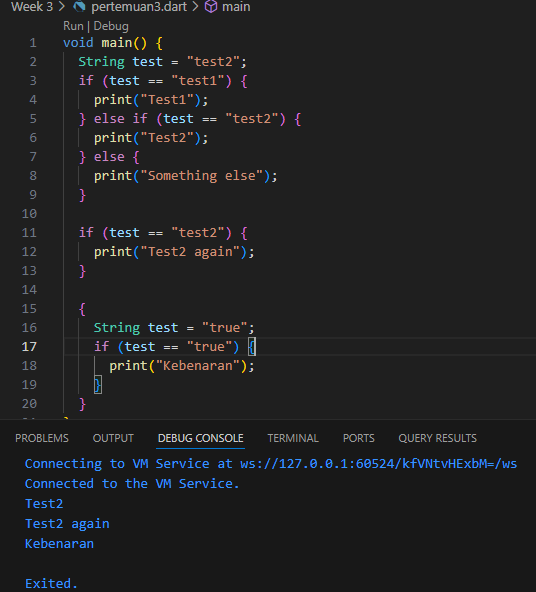 Week 3 > pertemuan3.dart > main
Run | Debug
1 void main() {
2 String test = "test2";
3 if (test == "test1") {
4 print("Test1");
5 } else if (test == "test2") {
6 print("Test2");
7 } else {
8 print("Something else");
9 }
10
11 if (test == "test2") {
12 print("Test2 again");
13 }
14
15 {
16 String test = "true";
17 if (test == "true") {
18 print("Kebenaran");
19 }
20 }
PROBLEMS OUTPUT DEBUG CONSOLE TERMINAL PORTS QUERY RESULTS
Connecting to VM Service at ws://127.0.0.1:60524/kfVNtvHExbM=/ws
Connected to the VM Service.
Test2
Test2 again
Kebenaran
Exited.